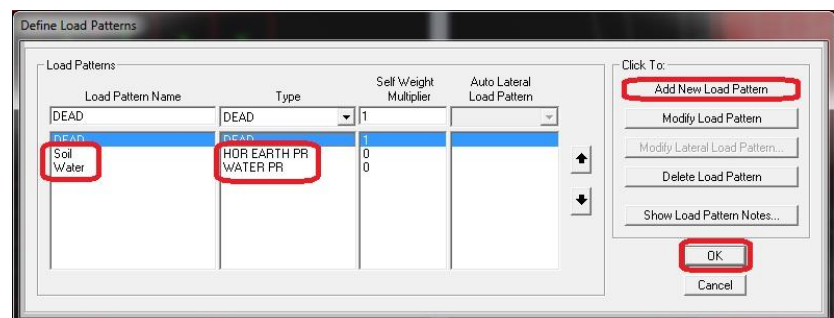 Define Load Patterns
Load Patterns
Click To:
Load Pattern Name
Type
Self Weight
Multiplier
Auto Lateral
Load Pattern
DEAD
DEAD
1
DEAD
DEAD
1
Soil
HOR EARTH PR
0
Water
WATER PR
0
Add New Load Pattern
Modify Load Pattern
Modify Lateral Load Pattern...
Delete Load Pattern
Show Load Pattern Notes...
OK
Cancel